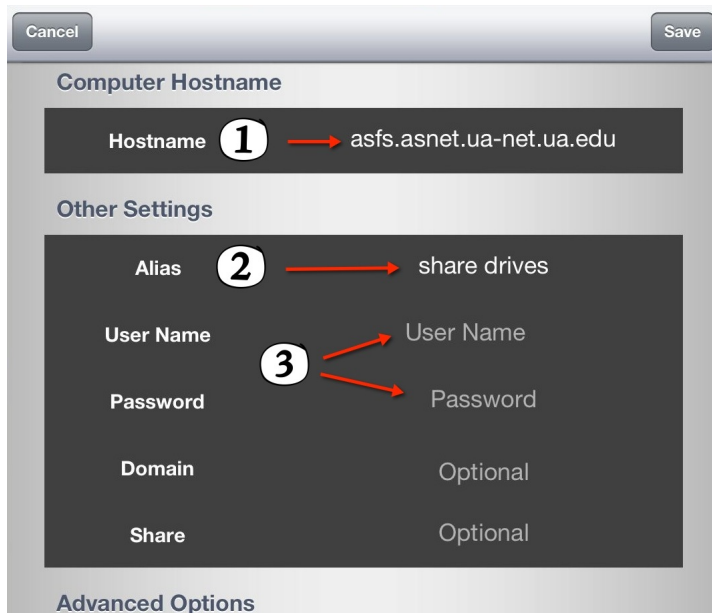 Cancel Save
Computer Hostname
Hostname 1 asfs.asnet.ua-net.ua.edu
Other Settings
Alias 2 share drives
User Name User Name
3
Password Password
Domain Optional
Share Optional
Advanced Options